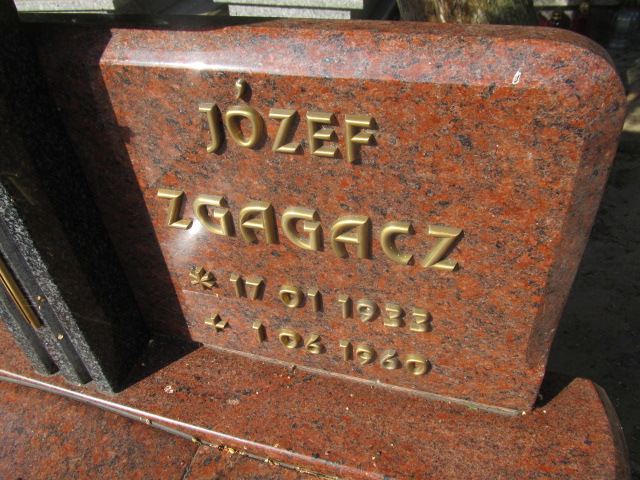 JÓZEF
ZGAGACZ
* 17 01 1933
✝ 1 06 1960